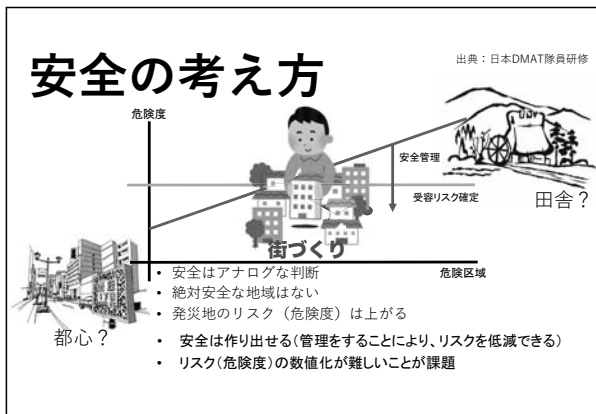 安全の考え方
出典：日本DMAT隊員研修
危険度
安全管理
受容リスク確定
田舎？
街づくり
危険区域
都心？
• 安全はアナログな判断
• 絶対安全な地域はない
• 発災地のリスク（危険度）は上がる
• 安全は作り出せる（管理をすることにより、リスクを低減できる）
• リスク（危険度）の数値化が難しいことが課題